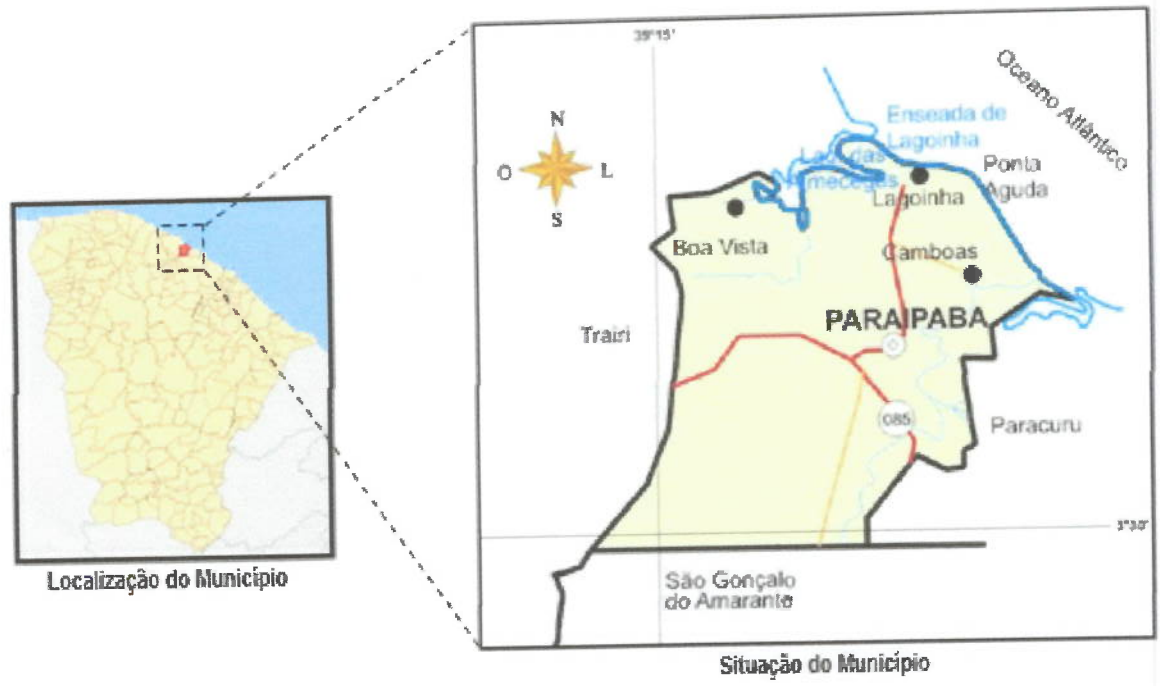 39°15'
Oceano Atlântico
Enseada de
Lagoinha
N
O
L
S
Ponta
Aguda
Lagoinha
Boa Vista
Camboas
PARAIPABA
Trairi
085
Paracuru
3°30'
São Gonçalo
do Amarante
Localização do Município
Situação do Município